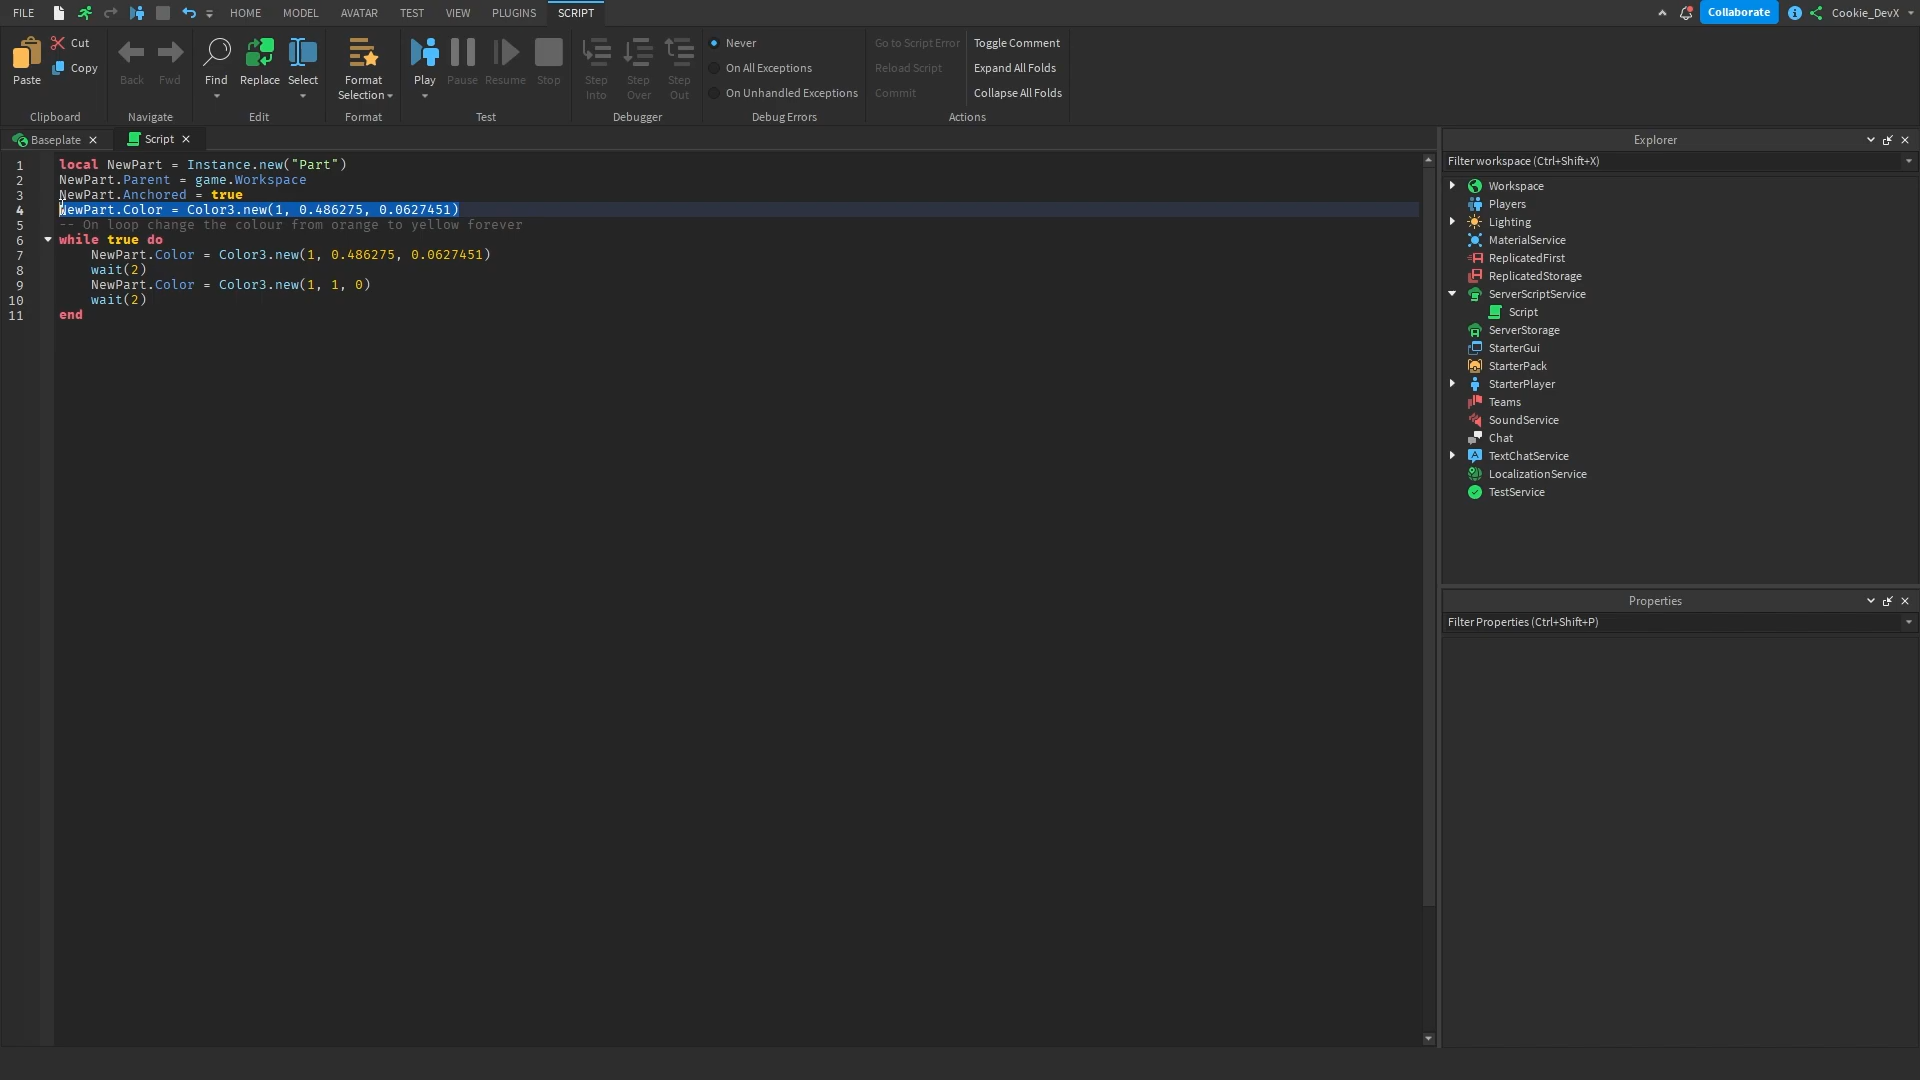 FILE HOME MODEL AVATAR TEST VIEW PLUGINS SCRIPT Collaborate Cookie_DevX
Paste Cut Copy
Clipboard
Back Fwd
Navigate
Find Replace Select
Edit
Format Selection
Format
Play Pause Resume Stop
Test
Step Into Step Over Step Out
Debugger
Never
On All Exceptions
On Unhandled Exceptions
Debug Errors
Go to Script Error
Reload Script
Commit
Toggle Comment
Expand All Folds
Collapse All Folds
Actions
Baseplate Script
1 local NewPart = Instance.new("Part")
2 NewPart.Parent = game.Workspace
3 NewPart.Anchored = true
4 NewPart.Color = Color3.new(1, 0.486275, 0.0627451)
5 -- On loop change the colour from orange to yellow forever
6 while true do
7 NewPart.Color = Color3.new(1, 0.486275, 0.0627451)
8 wait(2)
9 NewPart.Color = Color3.new(1, 1, 0)
10 wait(2)
11 end
Explorer
Filter workspace (Ctrl+Shift+X)
Workspace
Players
Lighting
MaterialService
ReplicatedFirst
ReplicatedStorage
ServerScriptService
Script
ServerStorage
StarterGui
StarterPack
StarterPlayer
Teams
SoundService
Chat
TextChatService
LocalizationService
TestService
Properties
Filter Properties (Ctrl+Shift+P)